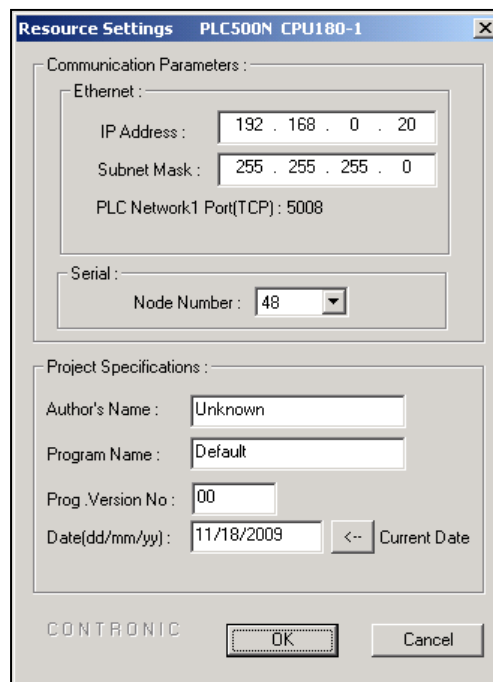 Resource Settings PLC500N CPU180-1
Communication Parameters :
Ethernet :
IP Address : 192 . 168 . 0 . 20
Subnet Mask : 255 . 255 . 255 . 0
PLC Network1 Port(TCP) : 5008
Serial :
Node Number : 48
Project Specifications :
Author's Name : Unknown
Program Name : Default
Prog .Version No : 00
Date(dd/mm/yy) : 11/18/2009 <-- Current Date
CONTRONIC OK Cancel